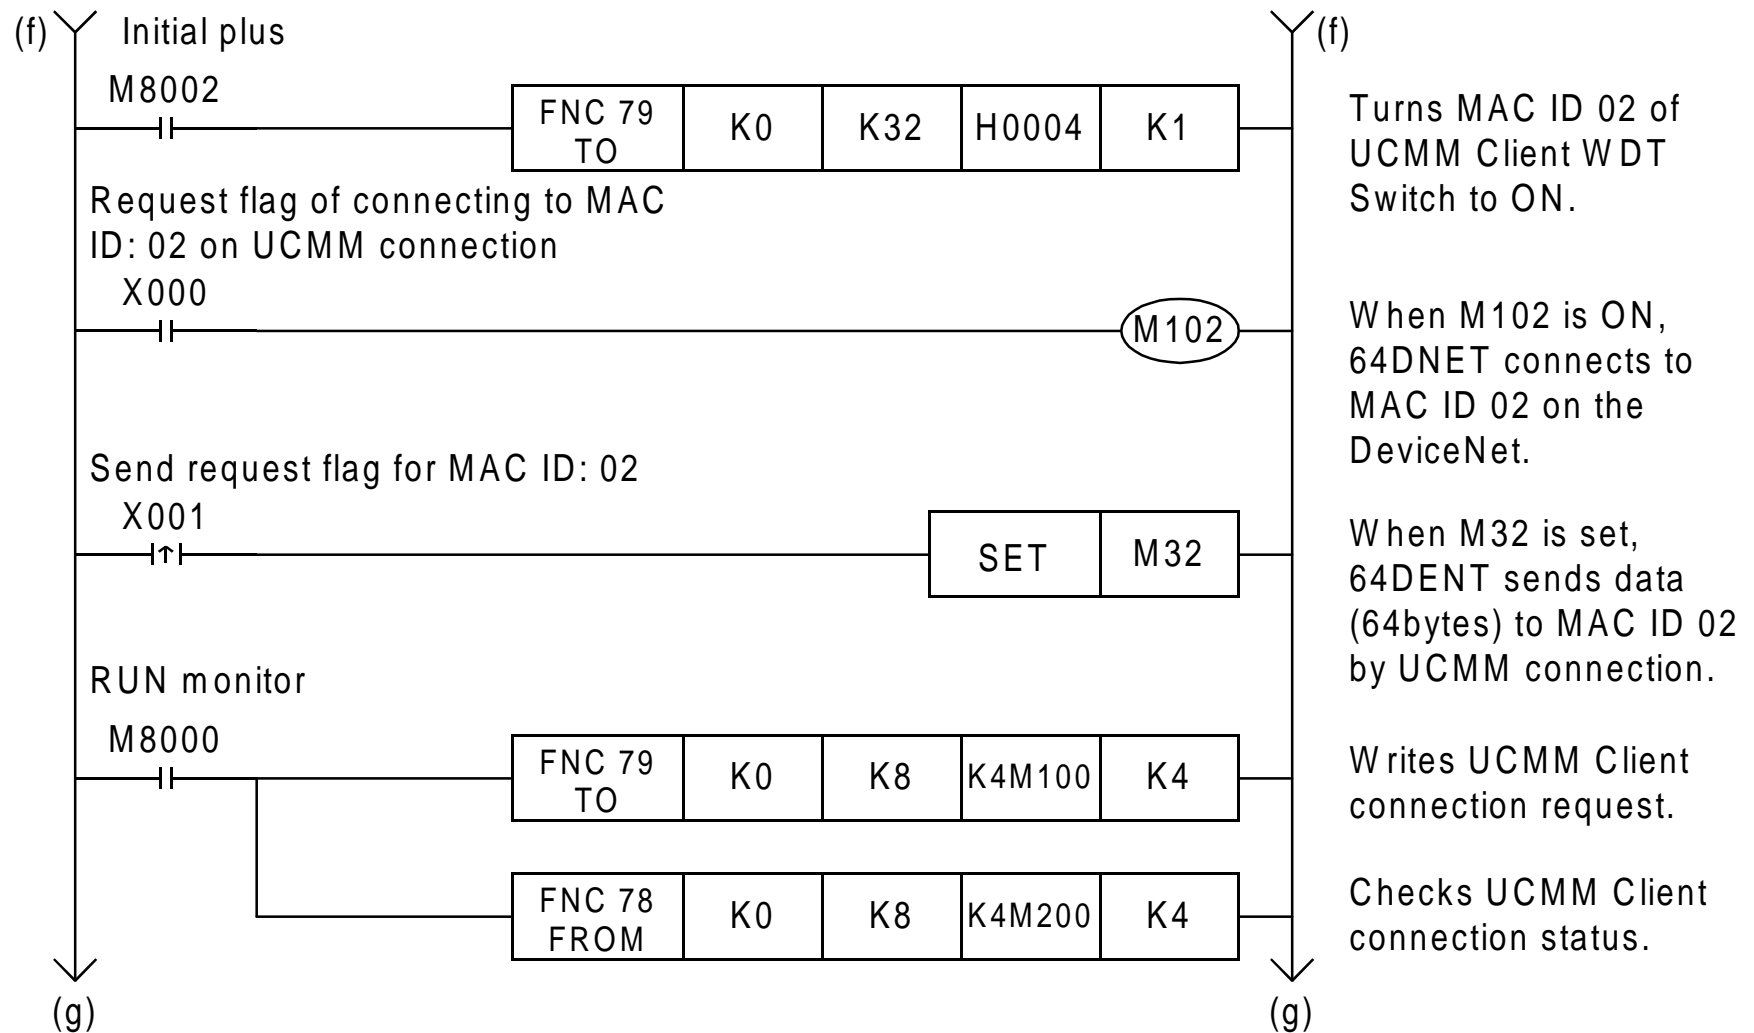 (f)
Initial plus
(f)
M8002
FNC 79
TO
K0
K32
H0004
K1
Turns MAC ID 02 of
UCMM Client WDT
Switch to ON.
Request flag of connecting to MAC
ID: 02 on UCMM connection
X000
M102
When M102 is ON,
64DNET connects to
MAC ID 02 on the
DeviceNet.
Send request flag for MAC ID: 02
X001
SET
M32
When M32 is set,
64DENT sends data
(64bytes) to MAC ID 02
by UCMM connection.
RUN monitor
M8000
FNC 79
TO
K0
K8
K4M100
K4
Writes UCMM Client
connection request.
FNC 78
FROM
K0
K8
K4M200
K4
Checks UCMM Client
connection status.
(g)
(g)